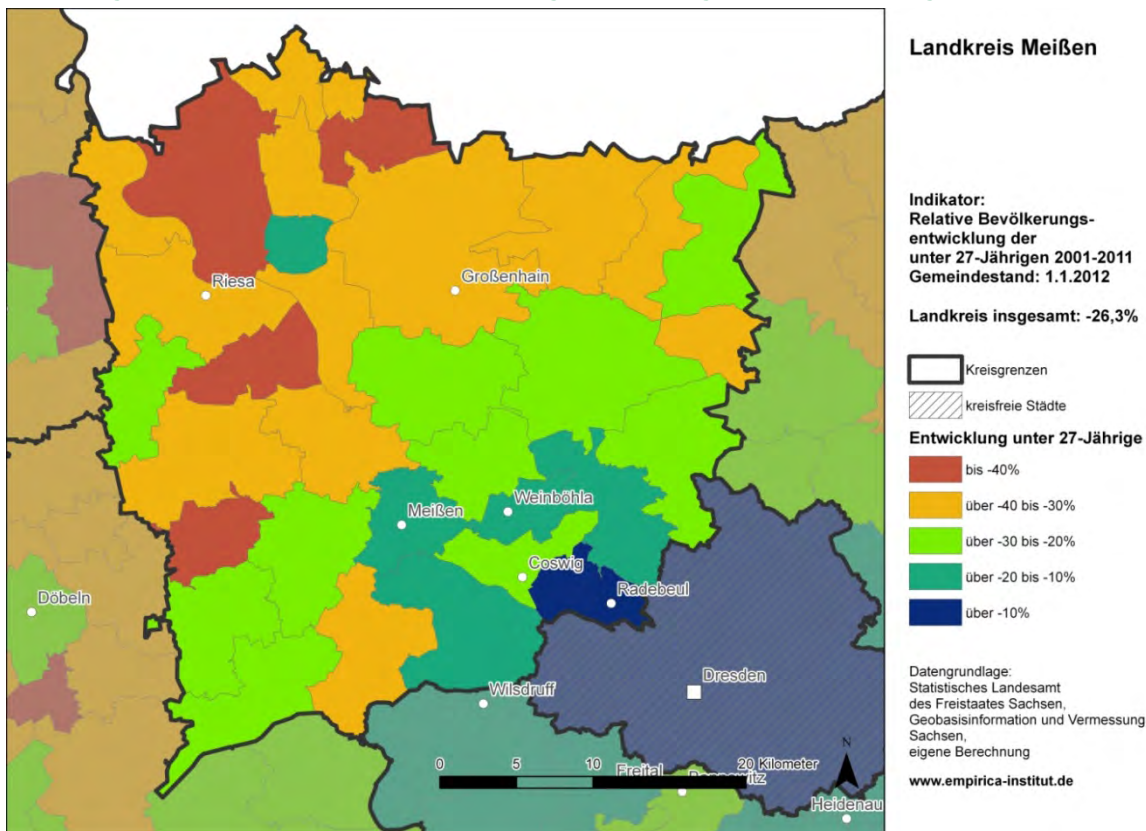 Landkreis Meißen
Indikator:
Relative Bevölkerungs-
entwicklung der
unter 27-Jährigen 2001-2011
Gemeindestand: 1.1.2012
Landkreis insgesamt: -26,3%
Kreisgrenzen
kreisfreie Städte
Entwicklung unter 27-Jährige
bis -40%
über -40 bis -30%
über -30 bis -20%
über -20 bis -10%
über -10%
Datengrundlage:
Statistisches Landesamt
des Freistaates Sachsen,
Geobasisinformation und Vermessung
Sachsen,
eigene Berechnung
www.empirica-institut.de
Riesa
Großenhain
Meißen
Weinböhla
Coswig
Radebeul
Döbeln
Dresden
Wilsdruff
0 5 10 20 Kilometer
N
Freital
Heidenau